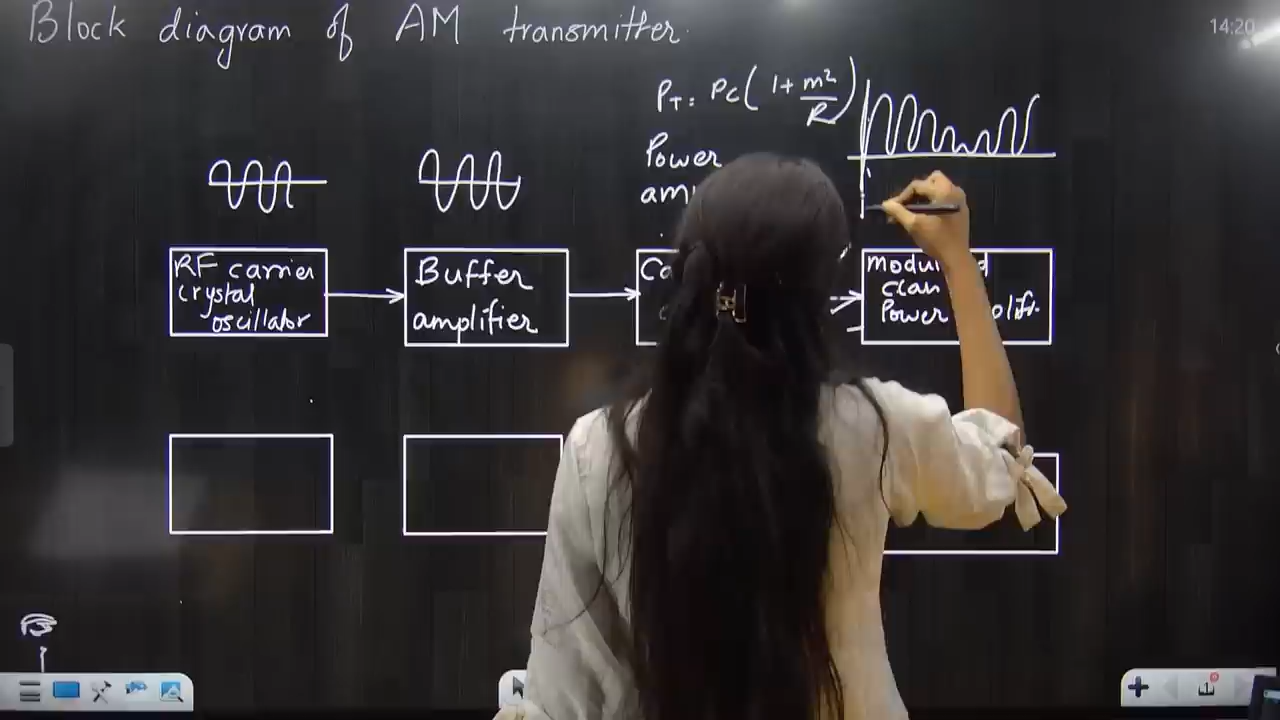 Block diagram of AM transmitter.
14:20
PT = PC ( 1 + m² / R )
Power
RF carrier
crystal
oscillator
Buffer
amplifier
Power